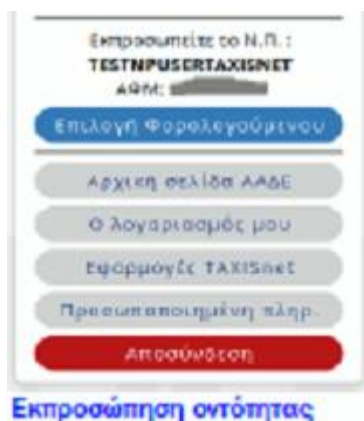 Εκπροσωπείτε το Ν.Π. :
TESTNPUSERTAXISNET
ΑΦΜ:
Επιλογή Φορολογούμενου
Αρχική σελίδα ΑΑΔΕ
Ο λογαριασμός μου
Εφαρμογές TAXISnet
Προσωποποιημένη πληρ.
Αποσύνδεση
Εκπροσώπηση οντότητας